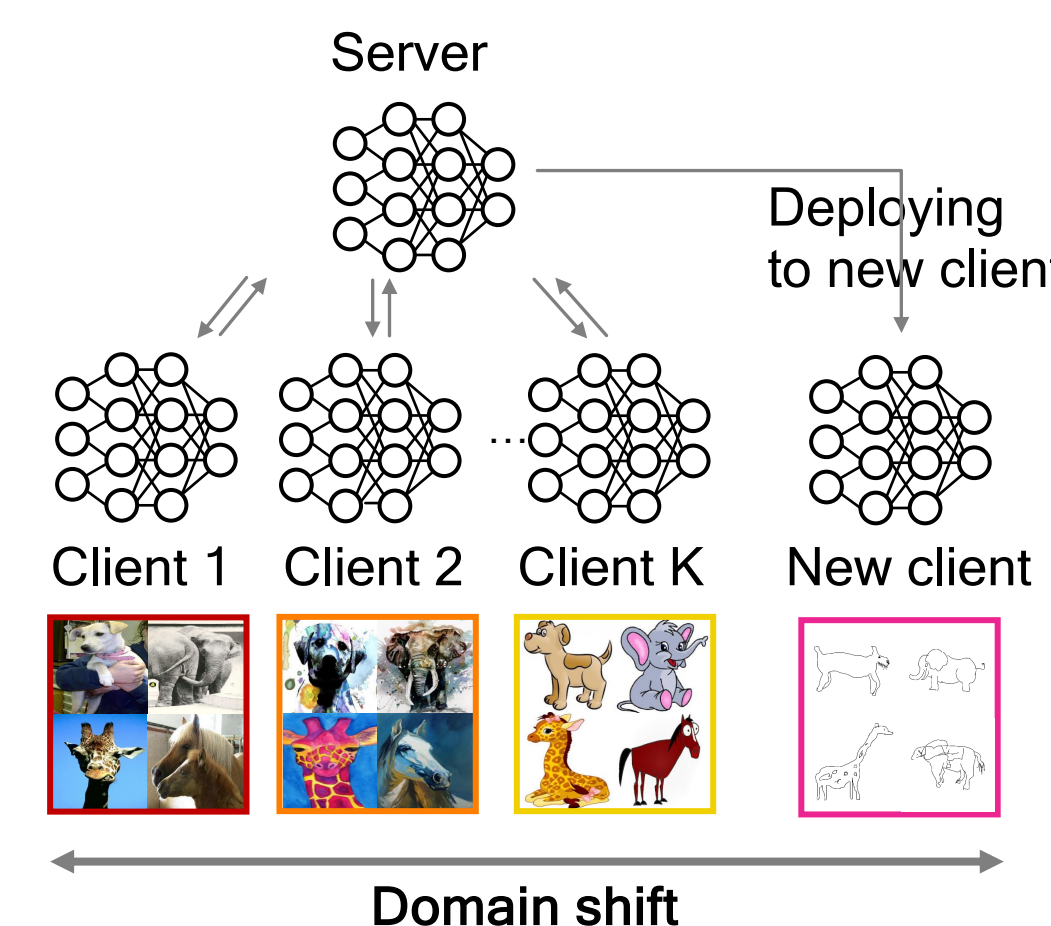 Server
Deploying
to new client
...
Client 1
Client 2
Client K
New client
Domain shift